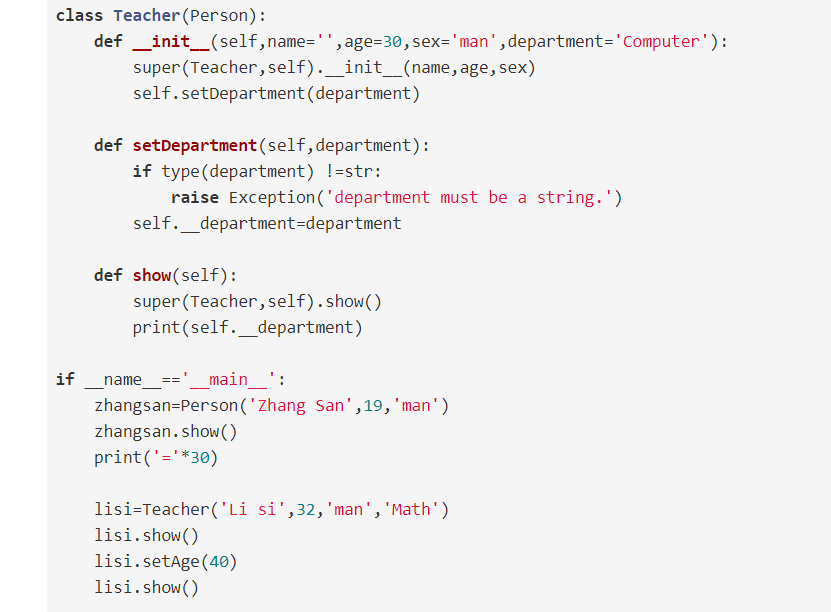 class Teacher(Person):
    def __init__(self,name='',age=30,sex='man',department='Computer'):
        super(Teacher,self).__init__(name,age,sex)
        self.setDepartment(department)

    def setDepartment(self,department):
        if type(department) !=str:
            raise Exception('department must be a string.')
        self.__department=department

    def show(self):
        super(Teacher,self).show()
        print(self.__department)

if __name__=='__main__':
    zhangsan=Person('Zhang San',19,'man')
    zhangsan.show()
    print('='*30)

    lisi=Teacher('Li si',32,'man','Math')
    lisi.show()
    lisi.setAge(40)
    lisi.show()